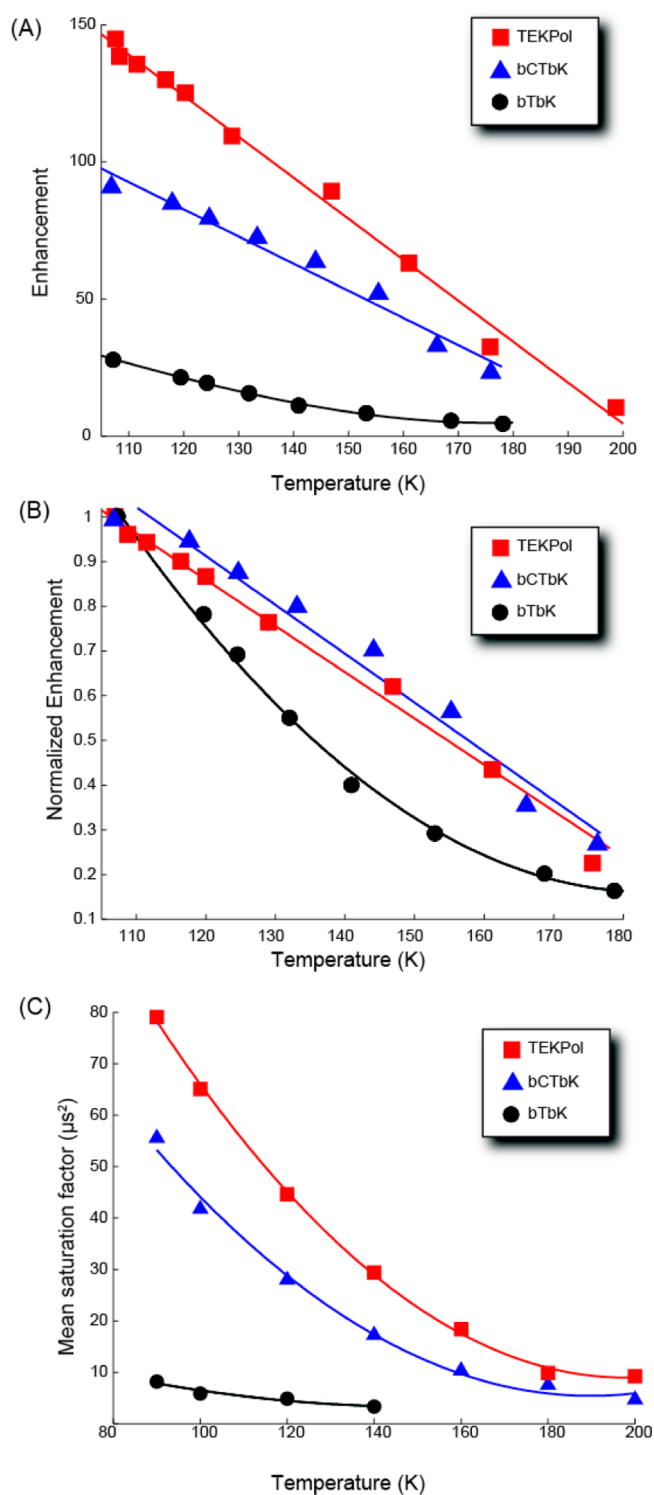 (A)
150
100
50
0
Enhancement
TEKPol
bCTbK
bTbK
110 120 130 140 150 160 170 180 190 200
Temperature (K)
(B)
1
0.9
0.8
0.7
0.6
0.5
0.4
0.3
0.2
0.1
Normalized Enhancement
TEKPol
bCTbK
bTbK
110 120 130 140 150 160 170 180
Temperature (K)
(C)
80
70
60
50
40
30
20
10
Mean saturation factor (μs²)
TEKPol
bCTbK
bTbK
80 100 120 140 160 180 200
Temperature (K)